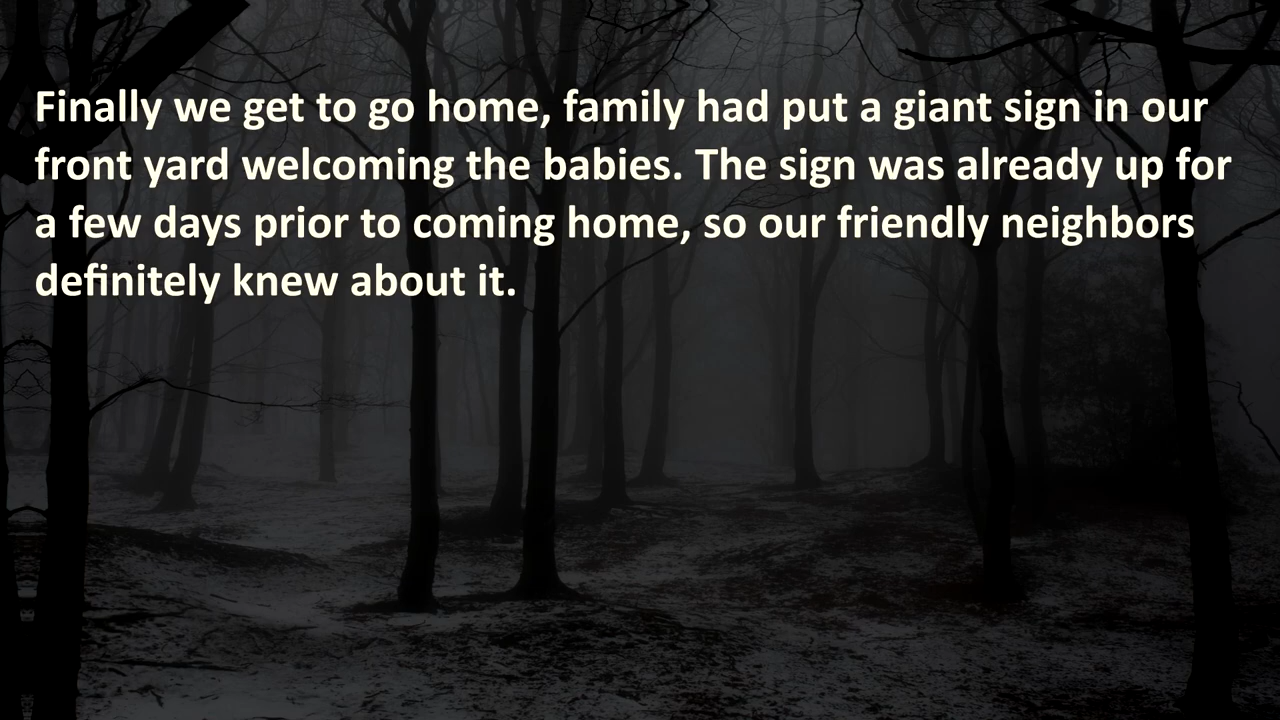 Finally we get to go home, family had put a giant sign in our
front yard welcoming the babies. The sign was already up for
a few days prior to coming home, so our friendly neighbors
definitely knew about it.